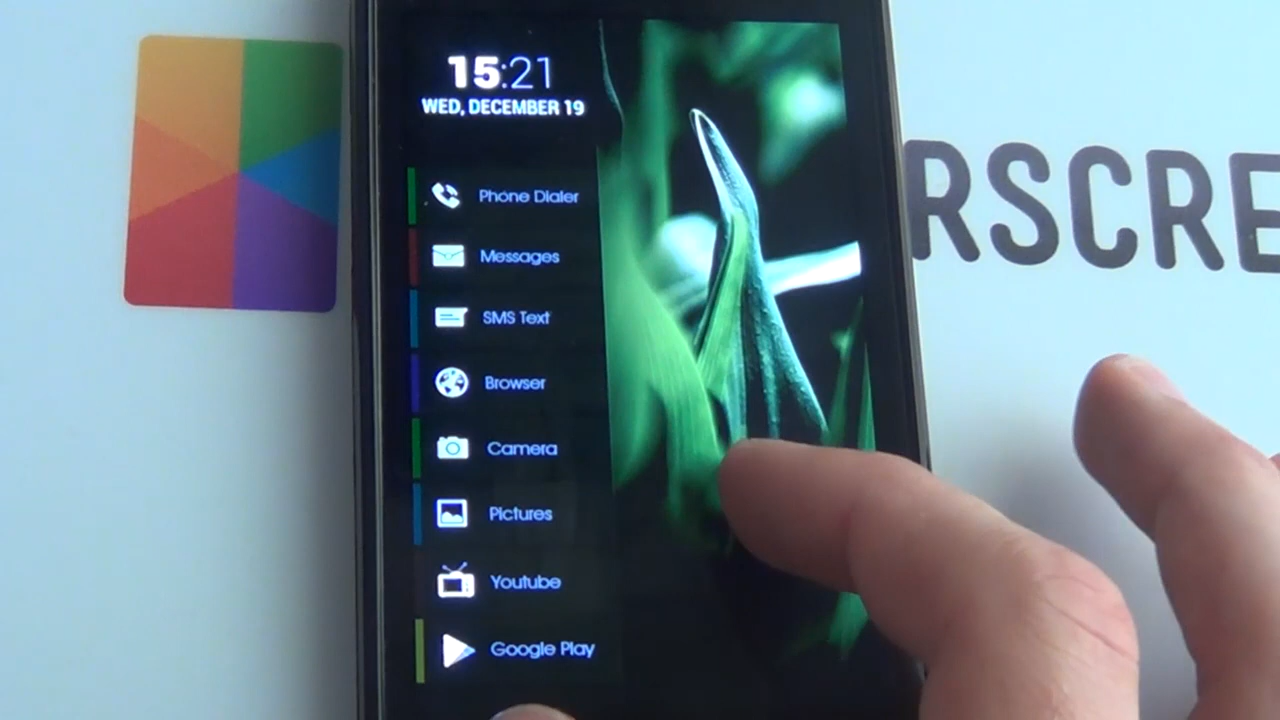 15:21
WED, DECEMBER 19
RSCRE
Phone Dialer
Messages
SMS Text
Browser
Camera
Pictures
Youtube
Google Play